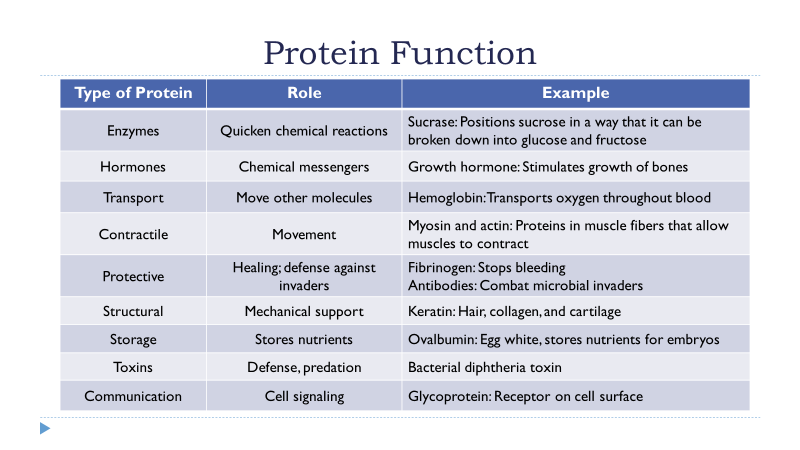 Protein Function
Type of Protein Role Example
Enzymes Quicken chemical reactions Sucrase: Positions sucrose in a way that it can be
broken down into glucose and fructose
Hormones Chemical messengers Growth hormone: Stimulates growth of bones
Transport Move other molecules Hemoglobin: Transports oxygen throughout blood
Contractile Movement Myosin and actin: Proteins in muscle fibers that allow
muscles to contract
Protective Healing; defense against
invaders
Fibrinogen: Stops bleeding
Antibodies: Combat microbial invaders
Structural Mechanical support Keratin: Hair, collagen, and cartilage
Storage Stores nutrients Ovalbumin: Egg white, stores nutrients for embryos
Toxins Defense, predation Bacterial diphtheria toxin
Communication Cell signaling Glycoprotein: Receptor on cell surface